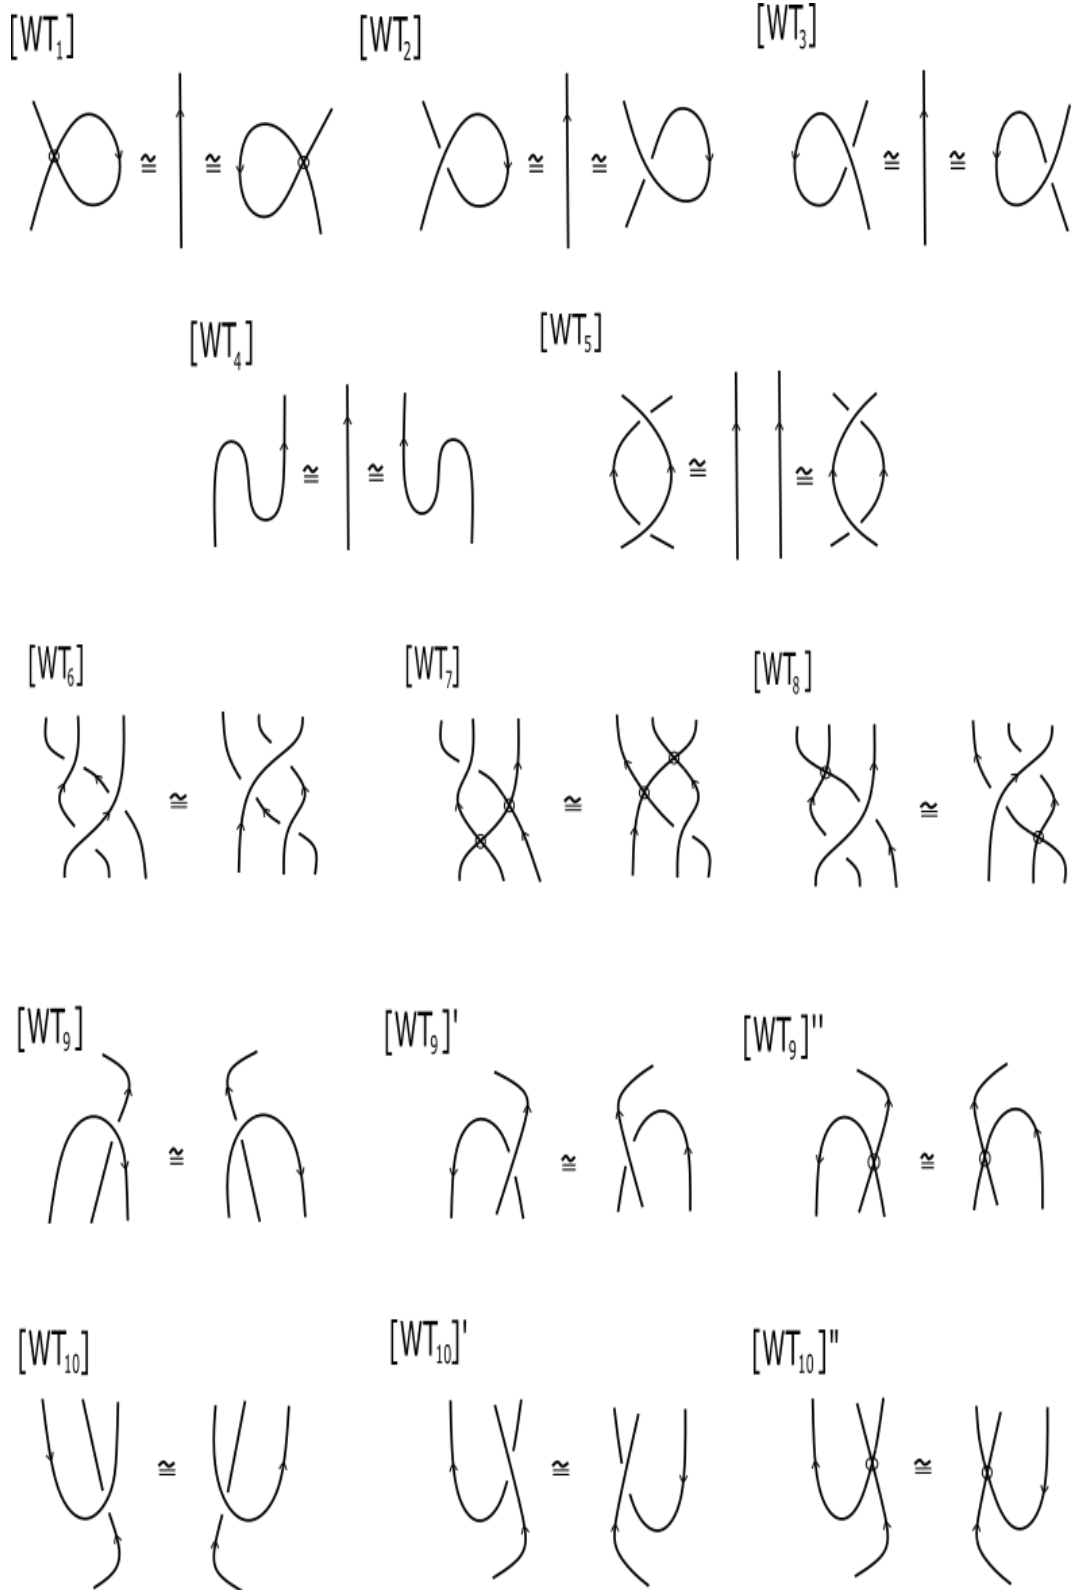 [WT₁] [WT₂] [WT₃]
≅ ≅ ≅ ≅ ≅ ≅
[WT₄] [WT₅]
≅ ≅ ≅ ≅
[WT₆] [WT₇] [WT₈]
≅ ≅ ≅
[WT₉] [WT₉]' [WT₉]''
≅ ≅ ≅
[WT₁₀] [WT₁₀]' [WT₁₀]"
≅ ≅ ≅